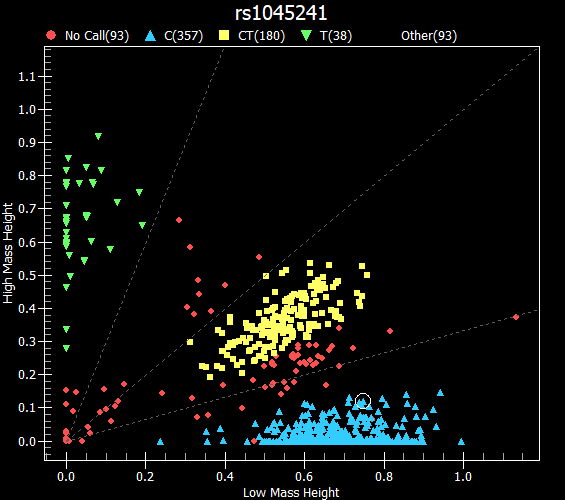 rs1045241
No Call(93) C(357) CT(180) T(38) Other(93)
1.1
1.0
0.9
0.8
0.7
0.6
0.5
0.4
0.3
0.2
0.1
0.0
High Mass Height
0.0 0.2 0.4 0.6 0.8 1.0
Low Mass Height